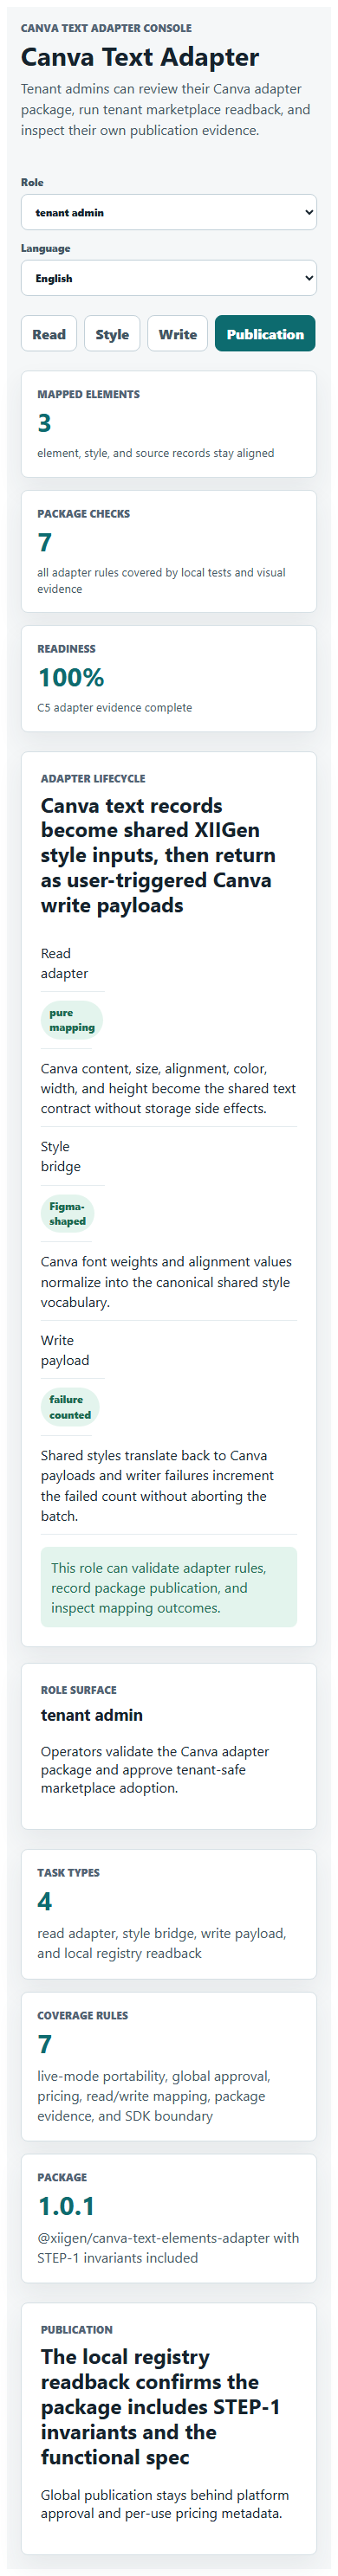 CANVA TEXT ADAPTER CONSOLE
Canva Text Adapter
Tenant admins can review their Canva adapter
package, run tenant marketplace readback, and
inspect their own publication evidence.
Role
tenant admin
Language
English
Read Style Write Publication
MAPPED ELEMENTS
3
element, style, and source records stay aligned
PACKAGE CHECKS
7
all adapter rules covered by local tests and visual
evidence
READINESS
100%
C5 adapter evidence complete
ADAPTER LIFECYCLE
Canva text records
become shared XIIGen
style inputs, then return
as user-triggered Canva
write payloads
Read
adapter
pure
mapping
Canva content, size, alignment, color,
width, and height become the shared text
contract without storage side effects.
Style
bridge
Figma-
shaped
Canva font weights and alignment values
normalize into the canonical shared style
vocabulary.
Write
payload
failure
counted
Shared styles translate back to Canva
payloads and writer failures increment
the failed count without aborting the
batch.
This role can validate adapter rules,
record package publication, and
inspect mapping outcomes.
ROLE SURFACE
tenant admin
Operators validate the Canva adapter
package and approve tenant-safe
marketplace adoption.
TASK TYPES
4
read adapter, style bridge, write payload,
and local registry readback
COVERAGE RULES
7
live-mode portability, global approval,
pricing, read/write mapping, package
evidence, and SDK boundary
PACKAGE
1.0.1
@xiigen/canva-text-elements-adapter with
STEP-1 invariants included
PUBLICATION
The local registry
readback confirms the
package includes STEP-1
invariants and the
functional spec
Global publication stays behind platform
approval and per-use pricing metadata.